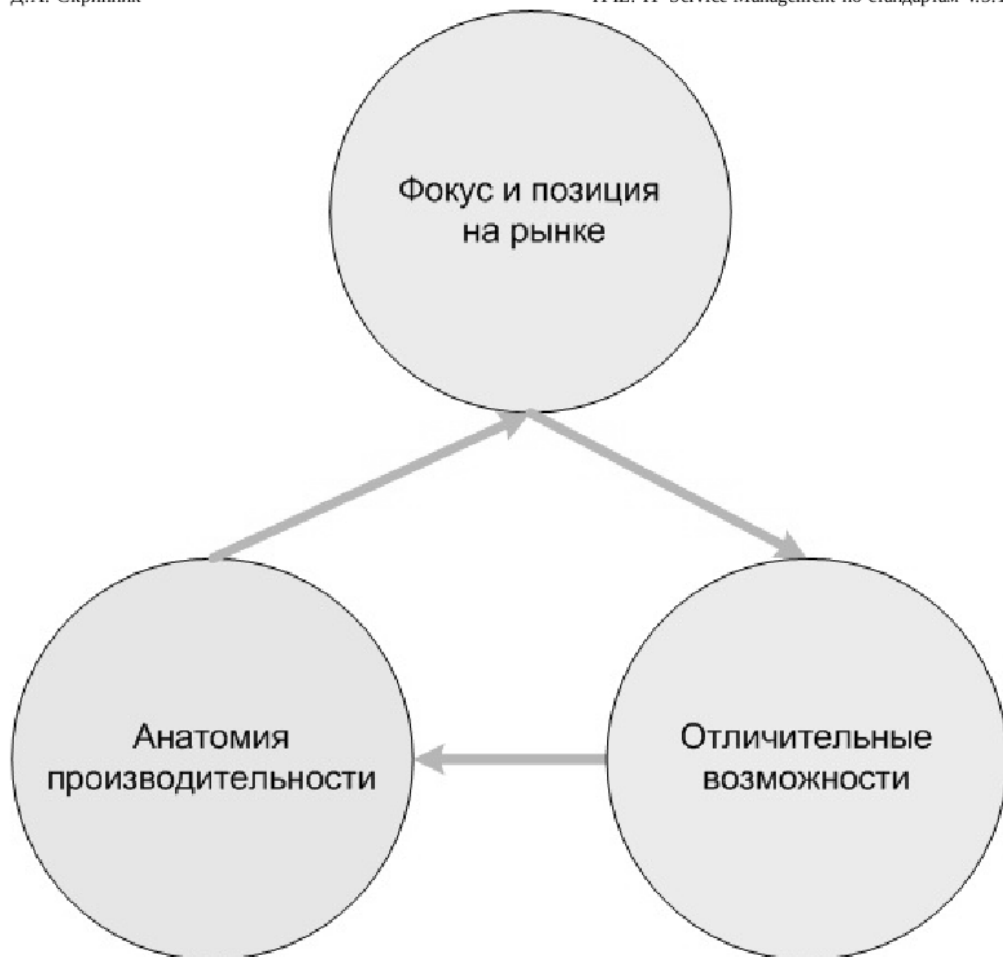 Фокус и позиция
на рынке
Анатомия
производительности
Отличительные
возможности